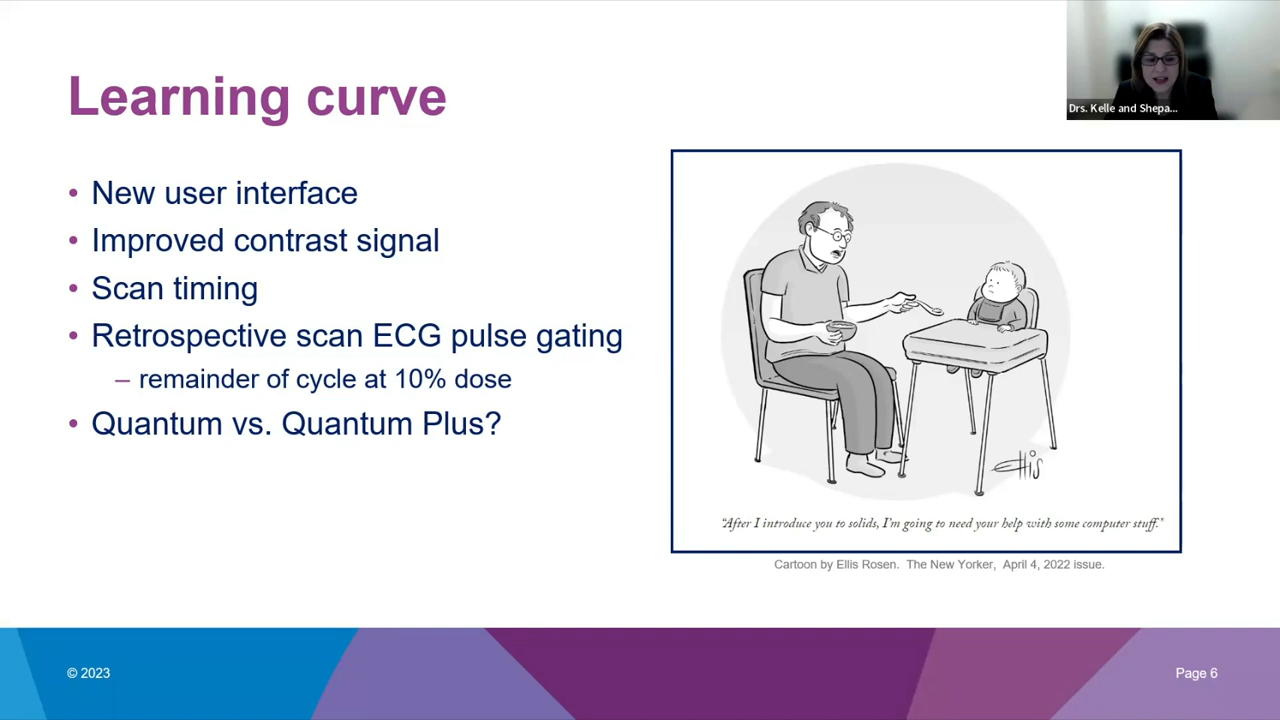 Learning curve
Drs. Kelle and Shepa...
• New user interface
• Improved contrast signal
• Scan timing
• Retrospective scan ECG pulse gating
– remainder of cycle at 10% dose
• Quantum vs. Quantum Plus?
Ellis
"After I introduce you to solids, I'm going to need your help with some computer stuff."
Cartoon by Ellis Rosen. The New Yorker, April 4, 2022 issue.
© 2023
Page 6